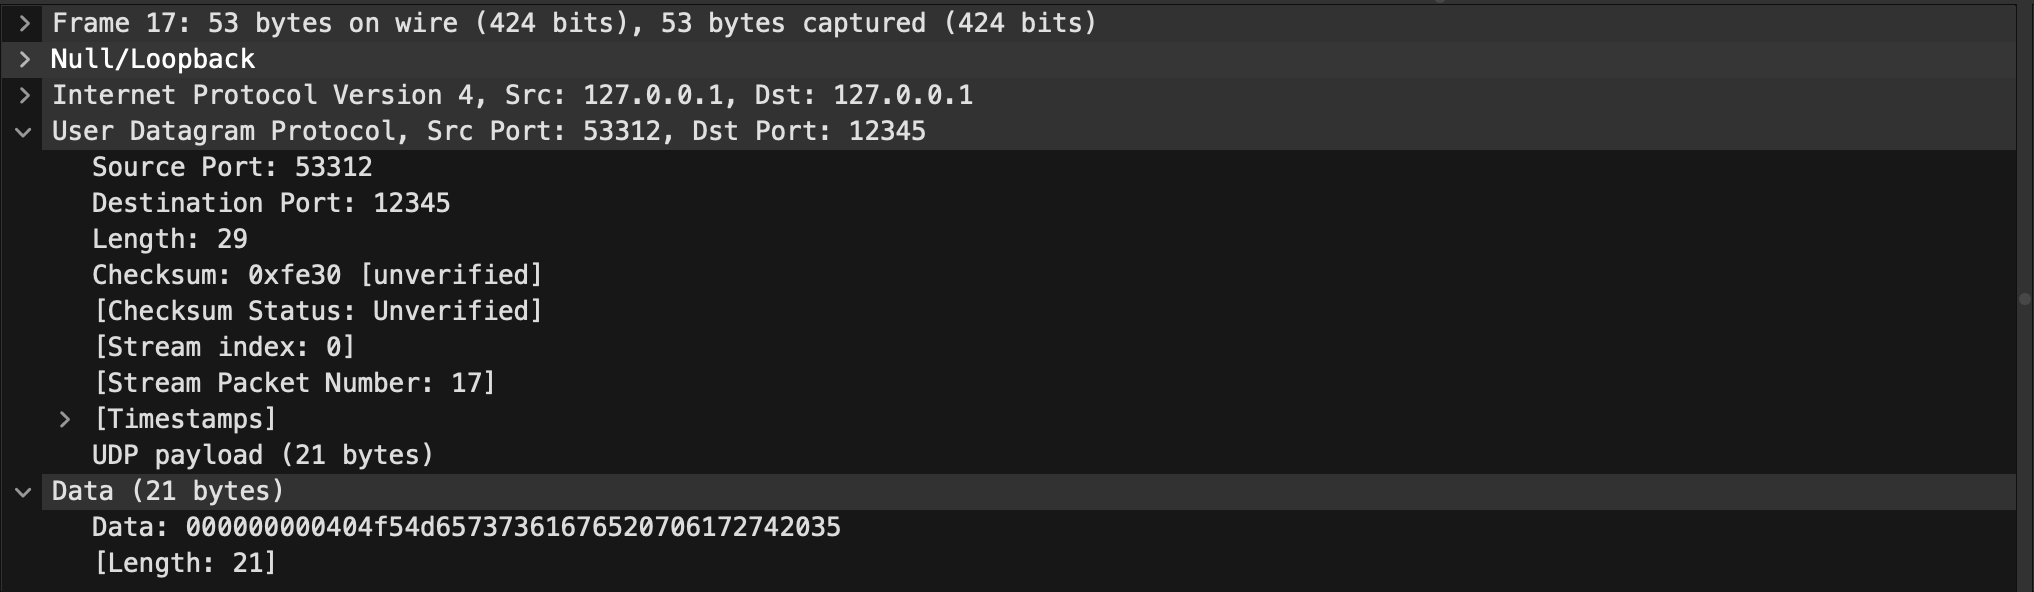 Frame 17: 53 bytes on wire (424 bits), 53 bytes captured (424 bits)
Null/Loopback
Internet Protocol Version 4, Src: 127.0.0.1, Dst: 127.0.0.1
User Datagram Protocol, Src Port: 53312, Dst Port: 12345
Source Port: 53312
Destination Port: 12345
Length: 29
Checksum: 0xfe30 [unverified]
[Checksum Status: Unverified]
[Stream index: 0]
[Stream Packet Number: 17]
[Timestamps]
UDP payload (21 bytes)
Data (21 bytes)
Data: 000000000404f54d657373616765207061727420​35
[Length: 21]